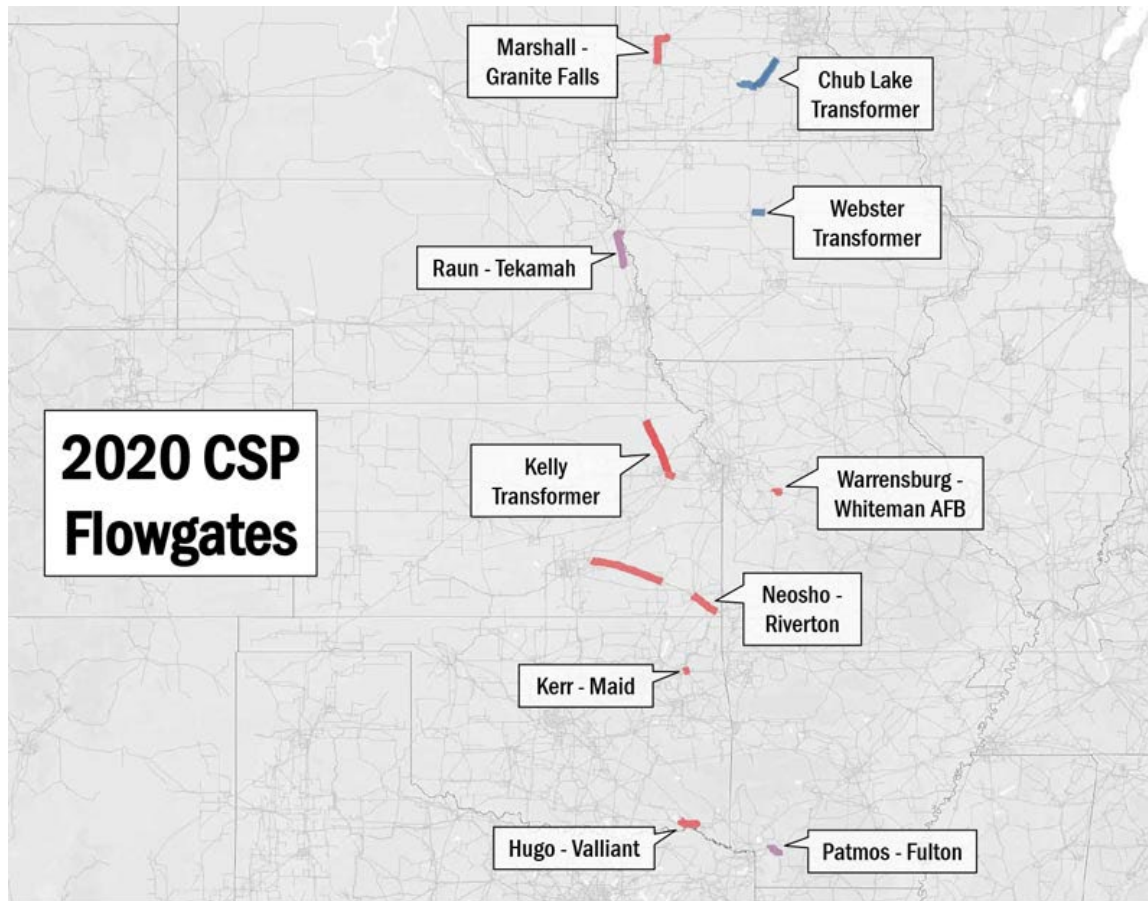 Marshall -
Granite Falls
Chub Lake
Transformer
Webster
Transformer
Raun - Tekamah
2020 CSP
Flowgates
Kelly
Transformer
Warrensburg -
Whiteman AFB
Neosho -
Riverton
Kerr - Maid
Hugo - Valliant
Patmos - Fulton